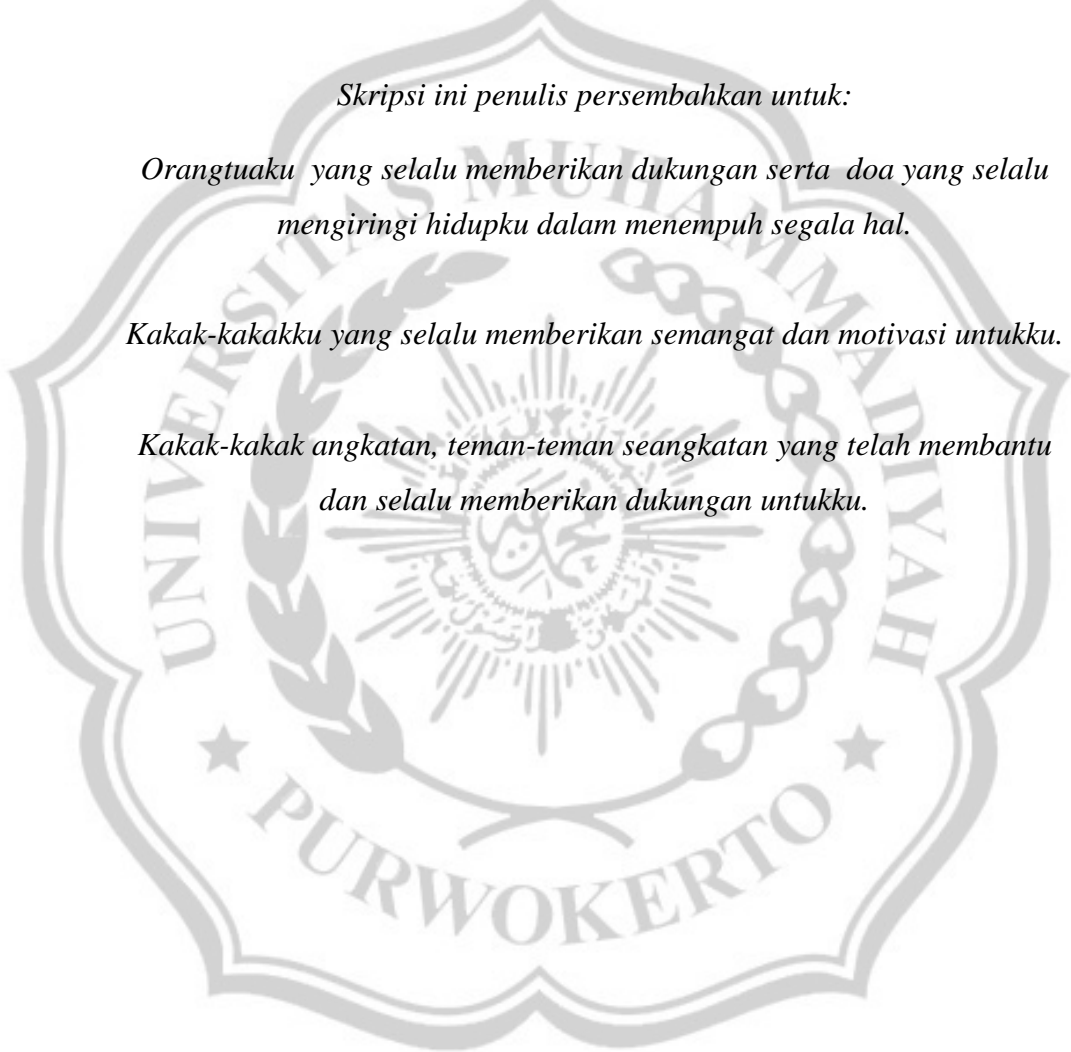 Skripsi ini penulis persembahkan untuk:
Orangtuaku yang selalu memberikan dukungan serta doa yang selalu
mengiringi hidupku dalam menempuh segala hal.
Kakak-kakakku yang selalu memberikan semangat dan motivasi untukku.
Kakak-kakak angkatan, teman-teman seangkatan yang telah membantu
dan selalu memberikan dukungan untukku.
UNIVERSITAS MUHAMMADIYAH
PURWOKERTO